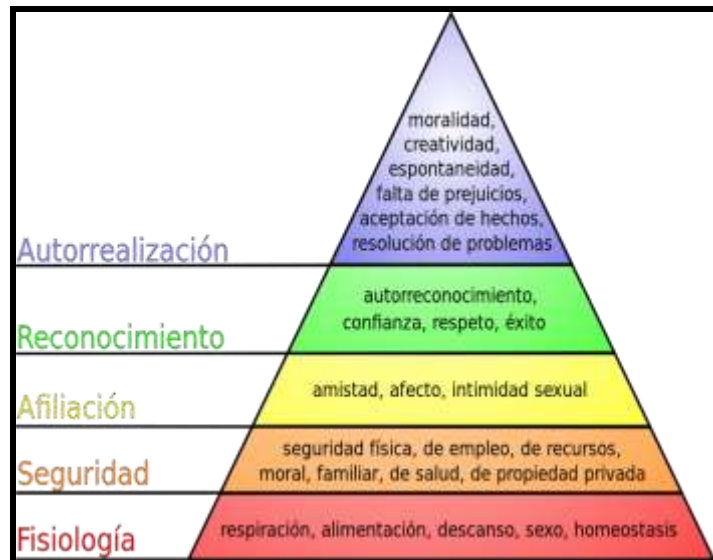 moralidad,
creatividad,
espontaneidad,
falta de prejuicios,
aceptación de hechos,
resolución de problemas
Autorrealización
autorreconocimiento,
confianza, respeto, éxito
Reconocimiento
amistad, afecto, intimidad sexual
Afiliación
seguridad física, de empleo, de recursos,
moral, familiar, de salud, de propiedad privada
Seguridad
respiración, alimentación, descanso, sexo, homeostasis
Fisiología